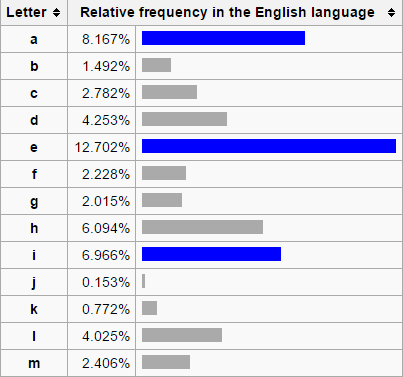 Letter Relative frequency in the English language
a 8.167%
b 1.492%
c 2.782%
d 4.253%
e 12.702%
f 2.228%
g 2.015%
h 6.094%
i 6.966%
j 0.153%
k 0.772%
l 4.025%
m 2.406%